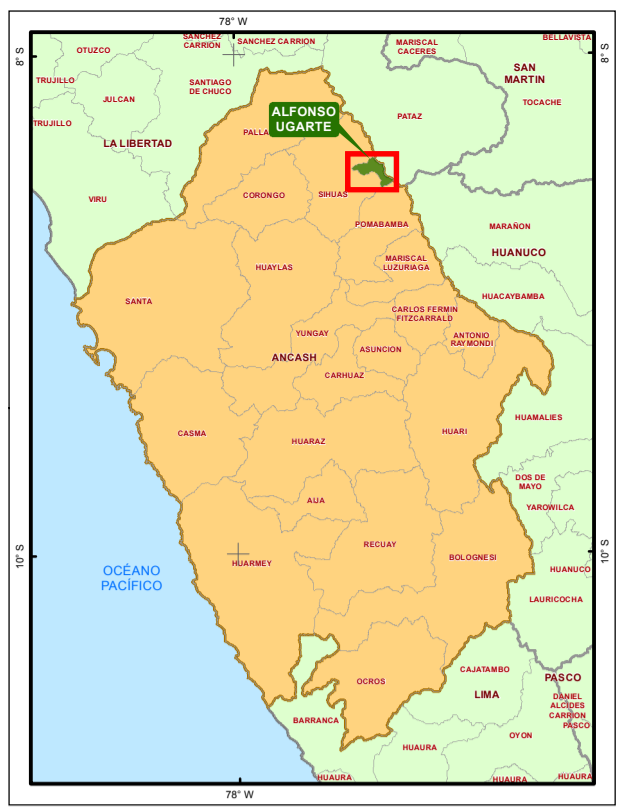 78° W
8° S
8° S
SANCHEZ
CARRION
SANCHEZ CARRION
OTUZCO
MARISCAL
CACERES
BELLAVISTA
SAN
MARTIN
TRUJILLO
SANTIAGO
DE CHUCO
JULCAN
TOCACHE
ALFONSO
UGARTE
PATAZ
TRUJILLO
PALLA
LA LIBERTAD
VIRU
CORONGO
SIHUAS
POMABAMBA
MARAÑON
HUANUCO
MARISCAL
LUZURIAGA
HUAYLAS
SANTA
HUACAYBAMBA
CARLOS FERMIN
FITZCARRALD
YUNGAY
ANTONIO
RAYMONDI
ASUNCION
ANCASH
CARHUAZ
HUAMALIES
CASMA
HUARAZ
HUARI
DOS DE
MAYO
AIJA
YAROWILCA
RECUAY
10° S
10° S
HUARMEY
BOLOGNESI
HUANUCO
OCÉANO
PACÍFICO
LAURICOCHA
CAJATAMBO
PASCO
OCROS
LIMA
DANIEL
ALCIDES
CARRION
PASCO
BARRANCA
OYON
HUAURA
HUAURA
HUAURA
HUAURA
78° W